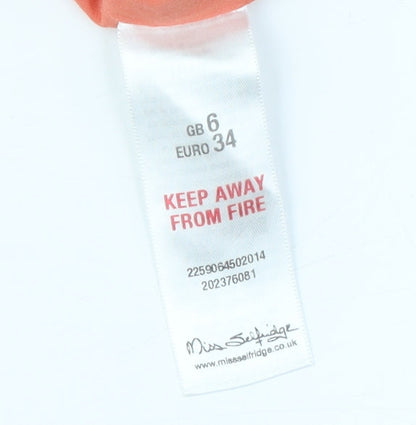 GB 6
EURO 34
KEEP AWAY
FROM FIRE
2259064502014
202376081
Miss Selfridge
www.missselfridge.co.uk